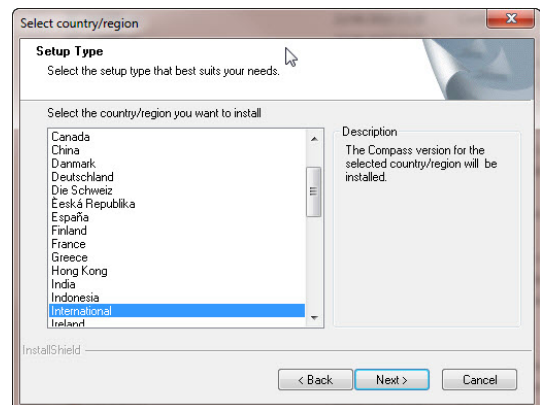 Select country/region
Setup Type
Select the setup type that best suits your needs.
Select the country/region you want to install
Canada
China
Danmark
Deutschland
Die Schweiz
Èeská Republika
España
Finland
France
Greece
Hong Kong
India
Indonesia
International
Ireland
Description
The Compass version for the
selected country/region will be
installed.
InstallShield
< Back
Next >
Cancel